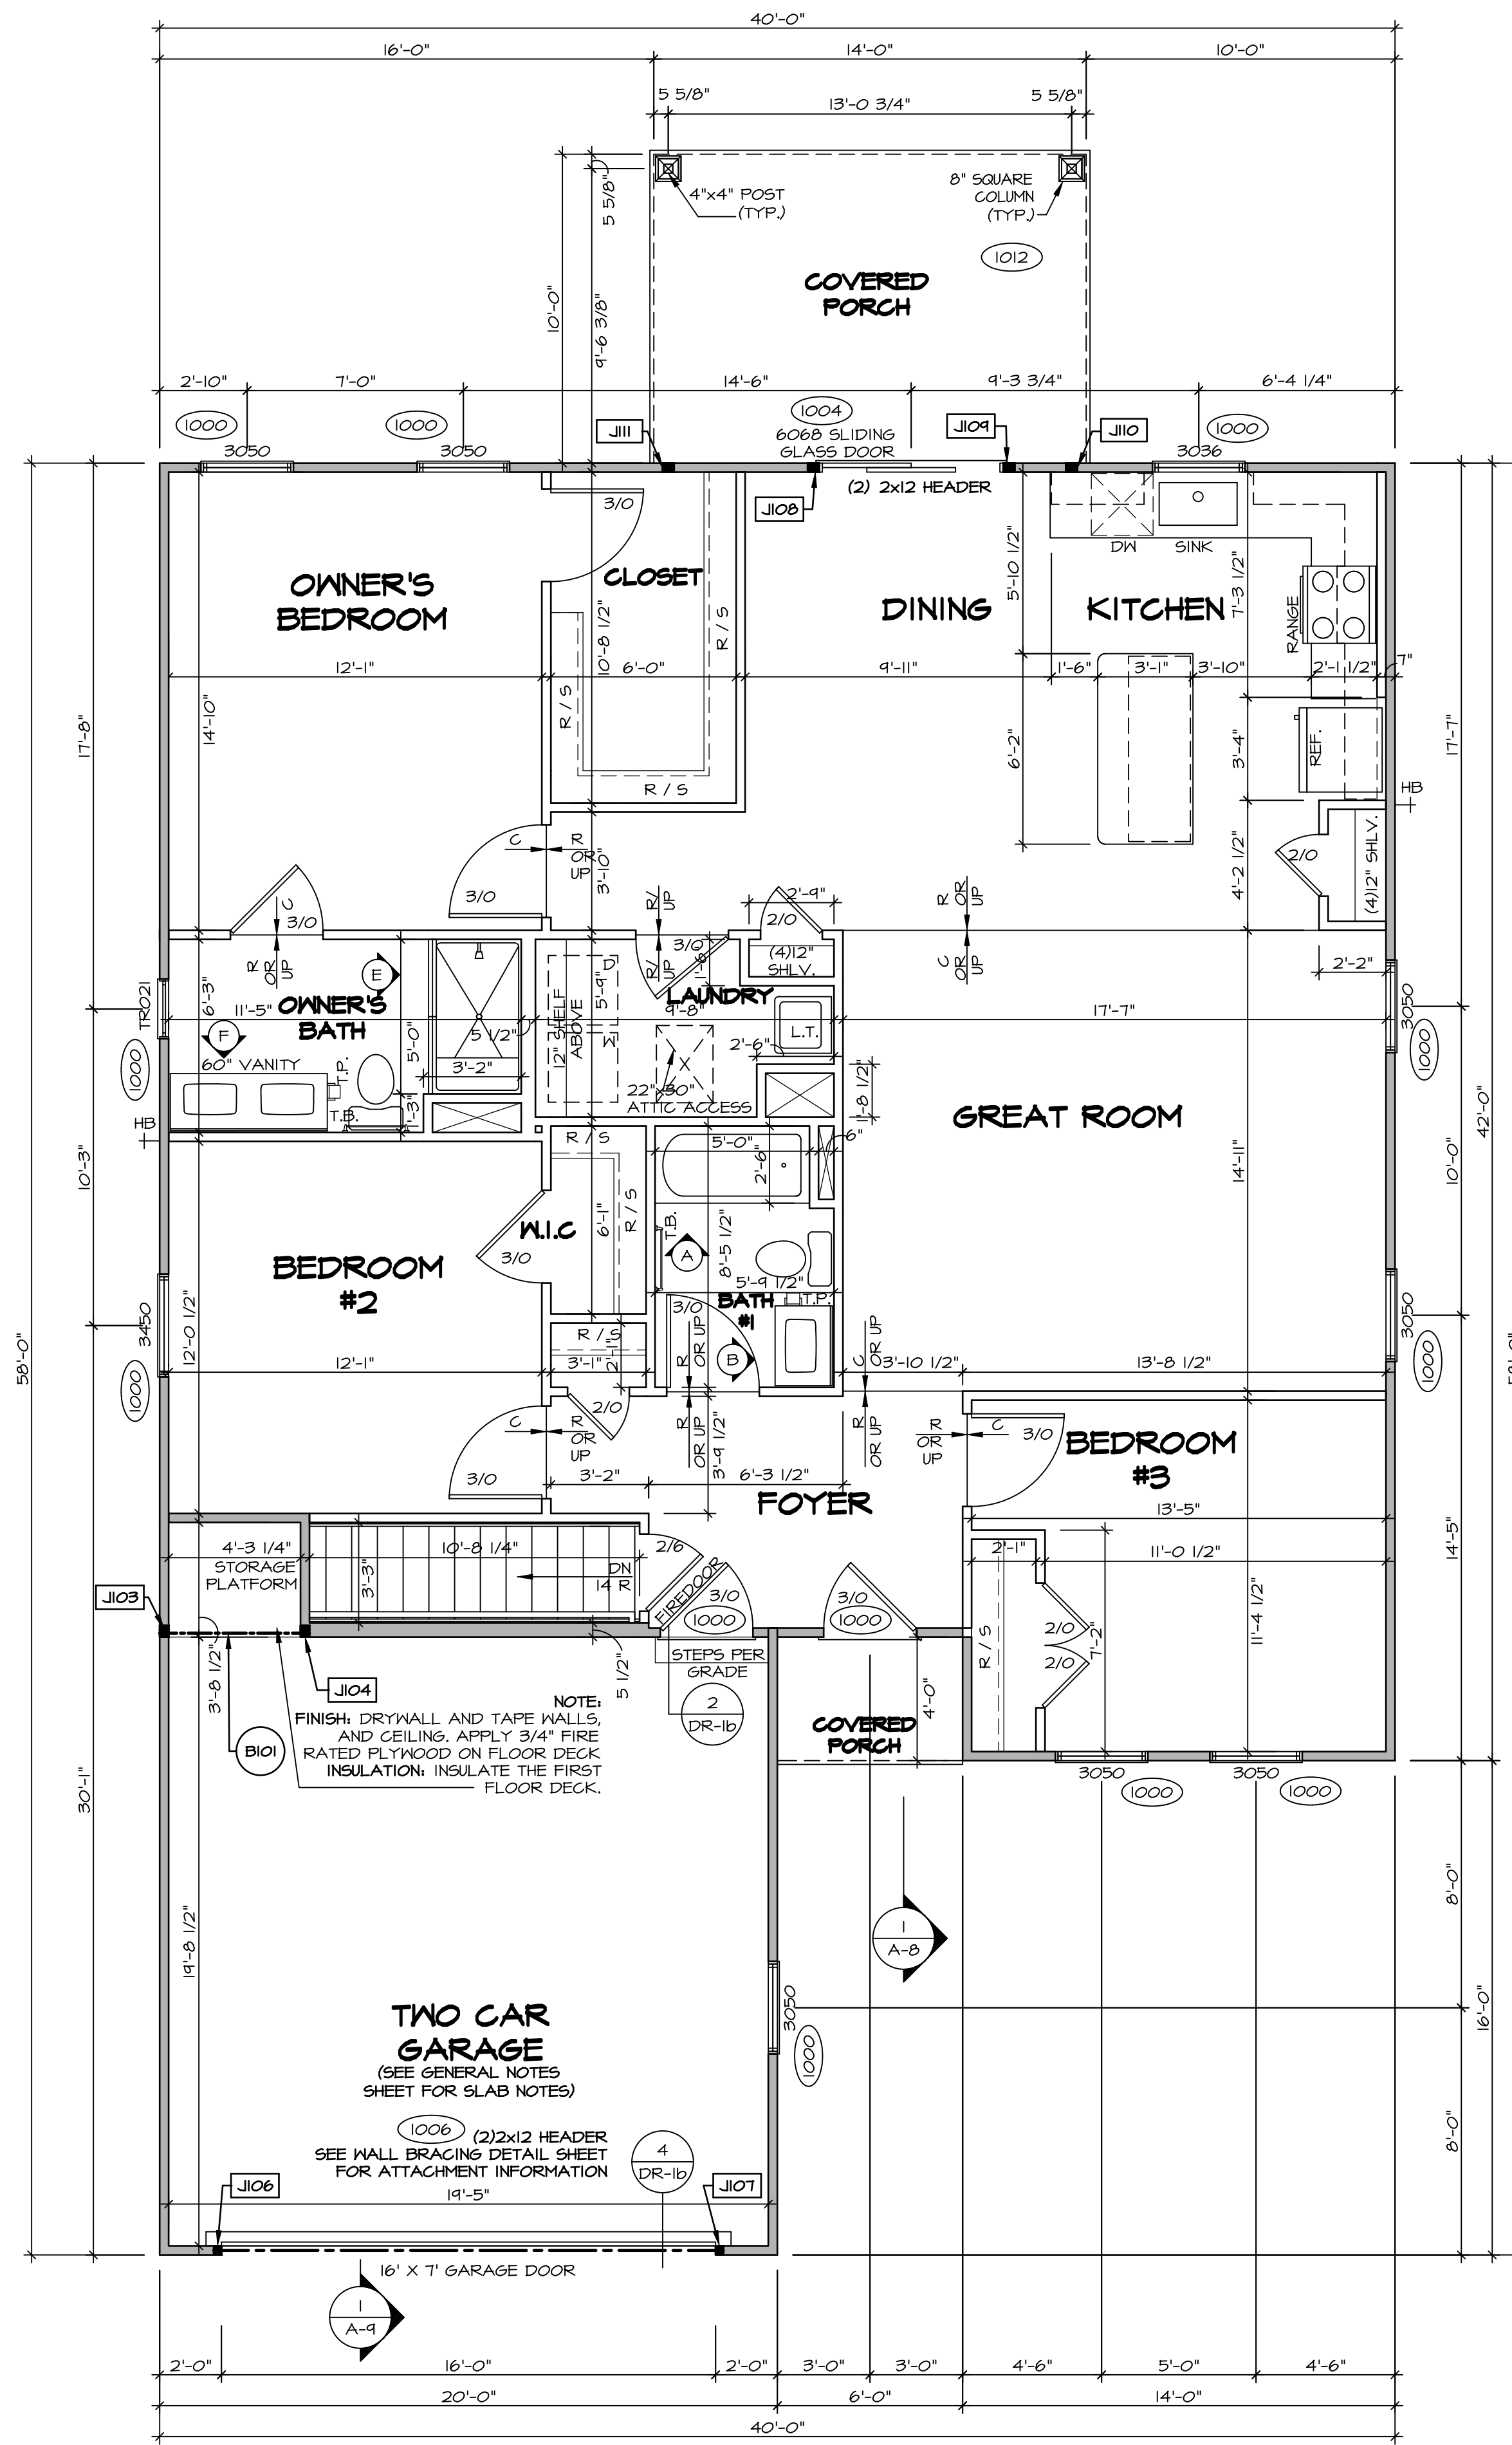 40'-0"
16'-0"
14'-0"
10'-0"
5 5/8"
13'-0 3/4"
5 5/8"
4"x4" POST
(TYP.)
8" SQUARE
COLUMN
(TYP.)
1012
5 5/8"
10'-0"
9'-6 3/8"
COVERED
PORCH
2'-10"
7'-0"
14'-6"
9'-3 3/4"
6'-4 1/4"
1000
1000
1004
1000
J111
J109
J110
6068 SLIDING
GLASS DOOR
3050
3050
3036
(2) 2x12 HEADER
J108
3/0
DW
SINK
OWNER'S
BEDROOM
CLOSET
DINING
KITCHEN
5'-10 1/2"
7'-3 1/2"
RANGE
10'-8 1/2"
R / S
R / S
R / S
12'-1"
6'-0"
9'-11"
1'-6"
3'-1"
3'-10"
2'-1 1/2"
7"
14'-10"
17'-8"
17'-7"
6'-2"
3'-4"
REF.
HB
C
R
OR
UP
3'-10"
3/0
2/0
4'-2 1/2"
(4)12" SHLV.
3/0
C
R
OR
UP
R/
UP
R/
UP
3/0
2'-9"
2/0
(4)12"
SHLV.
R
OR
UP
C
OR
UP
2'-2"
TR021
6'-3"
11'-5"
OWNER'S
BATH
E
F
5'-0"
5 1/2"
3'-2"
12" SHELF
ABOVE
D
W
5'-9"
1'-6"
LAUNDRY
9'-8"
L.T.
2'-6"
17'-7"
3050
1000
1000
60" VANITY
T.P.
T.B.
22"x30"
ATTIC ACCESS
1'-8 1/2"
HB
GREAT ROOM
42'-0"
R / S
5'-0"
6"
2'-6"
10'-3"
14'-11"
10'-0"
6'-1"
R / S
W.I.C
T.B.
A
8'-5 1/2"
3/0
BEDROOM
#2
5'-9 1/2"
3/0
BATH
#1
T.P.
3450
1000
12'-0 1/2"
58'-0"
3050
1000
R / S
12'-1"
3'-1"
2'-1"
R
OR UP
B
C
OR UP
3'-10 1/2"
13'-8 1/2"
2/0
C
R
OR
UP
R
OR UP
R
OR UP
R
OR
UP
C
3/0
BEDROOM
#3
3/0
3'-2"
3'-9 1/2"
6'-3 1/2"
FOYER
13'-5"
4'-3 1/4"
10'-8 1/4"
2/6
2'-1"
11'-0 1/2"
14'-5"
STORAGE
PLATFORM
3'-3"
DN
14 R
FIREDOOR
3/0
1000
3/0
1000
J103
2/0
2/0
7'-2"
11'-4 1/2"
R / S
STEPS PER
GRADE
5 1/2"
3'-8 1/2"
J104
2
DR-1b
4'-0"
COVERED
PORCH
B101
NOTE:
FINISH: DRYWALL AND TAPE WALLS,
AND CEILING. APPLY 3/4" FIRE
RATED PLYWOOD ON FLOOR DECK
INSULATION: INSULATE THE FIRST
FLOOR DECK.
3050
1000
3050
1000
30'-1"
8'-0"
19'-8 1/2"
1
A-8
3050
1000
16'-0"
TWO CAR
GARAGE
(SEE GENERAL NOTES
SHEET FOR SLAB NOTES)
1006
(2)2x12 HEADER
SEE WALL BRACING DETAIL SHEET
FOR ATTACHMENT INFORMATION
4
DR-1b
8'-0"
J106
J107
19'-5"
16' X 7' GARAGE DOOR
1
A-9
2'-0"
16'-0"
2'-0"
3'-0"
3'-0"
4'-6"
5'-0"
4'-6"
20'-0"
6'-0"
14'-0"
40'-0"